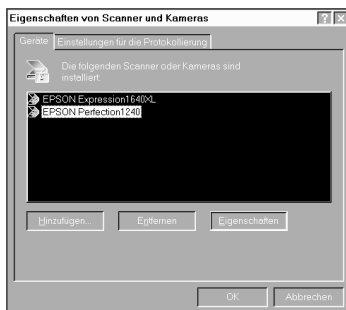 Eigenschaften von Scanner und Kameras
Geräte
Einstellungen für die Protokollierung
Die folgenden Scanner oder Kameras sind
installiert:
EPSON Expression1640XL
EPSON Perfection1240
Hinzufügen...
Entfernen
Eigenschaften
OK
Abbrechen